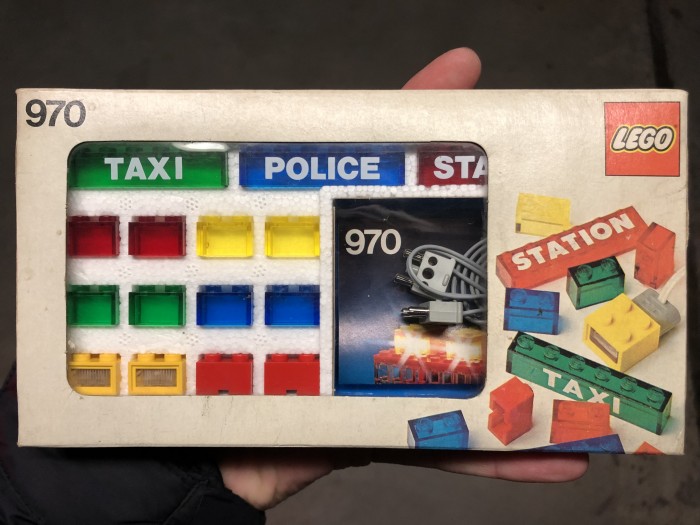 970
LEGO
TAXI
POLICE
STA
970
STATION
TAXI